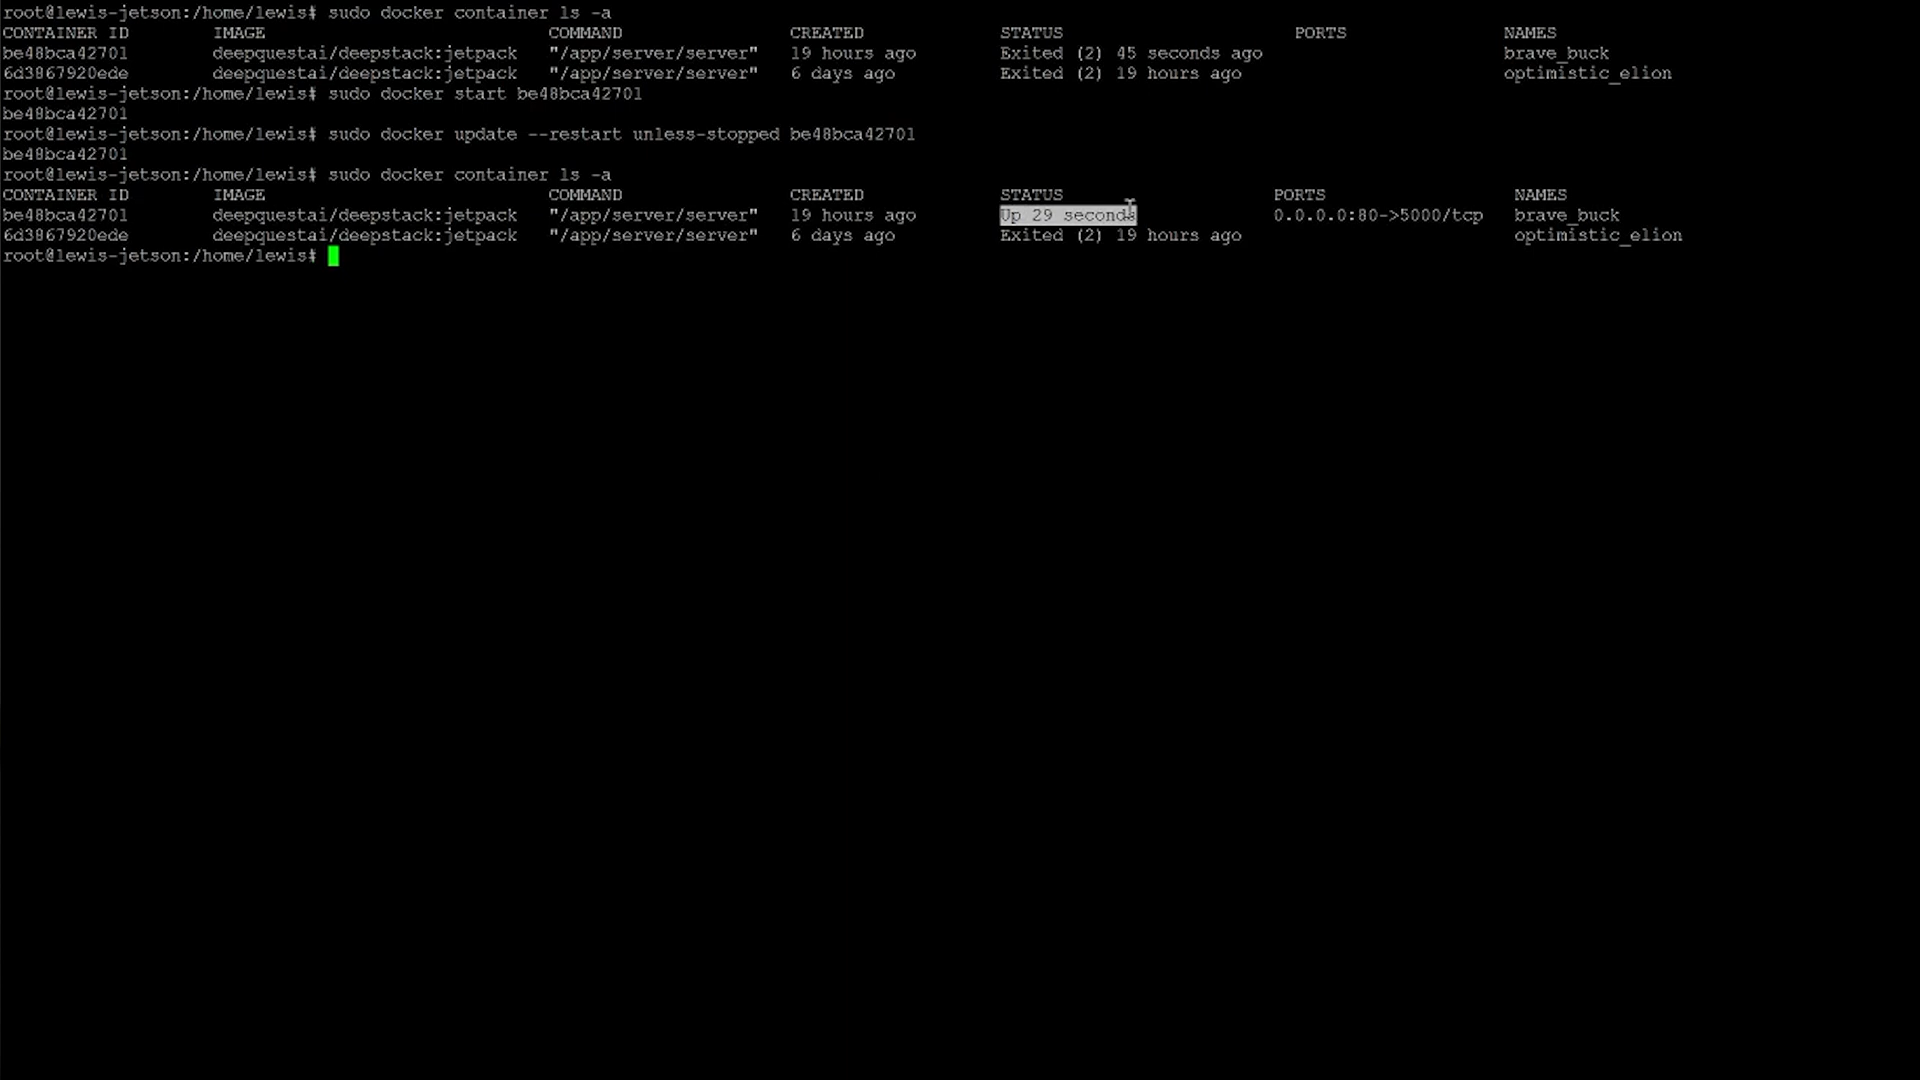 root@lewis-jetson:/home/lewis# sudo docker container ls -a
CONTAINER ID        IMAGE                           COMMAND                CREATED             STATUS                      PORTS               NAMES
be48bca42701        deepquestai/deepstack:jetpack   "/app/server/server"   19 hours ago        Exited (2) 45 seconds ago                       brave_buck
6d3867920ede        deepquestai/deepstack:jetpack   "/app/server/server"   6 days ago          Exited (2) 19 hours ago                         optimistic_elion
root@lewis-jetson:/home/lewis# sudo docker start be48bca42701
be48bca42701
root@lewis-jetson:/home/lewis# sudo docker update --restart unless-stopped be48bca42701
be48bca42701
root@lewis-jetson:/home/lewis# sudo docker container ls -a
CONTAINER ID        IMAGE                           COMMAND                CREATED             STATUS                    PORTS                  NAMES
be48bca42701        deepquestai/deepstack:jetpack   "/app/server/server"   19 hours ago        Up 29 seconds             0.0.0.0:80->5000/tcp   brave_buck
6d3867920ede        deepquestai/deepstack:jetpack   "/app/server/server"   6 days ago          Exited (2) 19 hours ago                          optimistic_elion
root@lewis-jetson:/home/lewis#